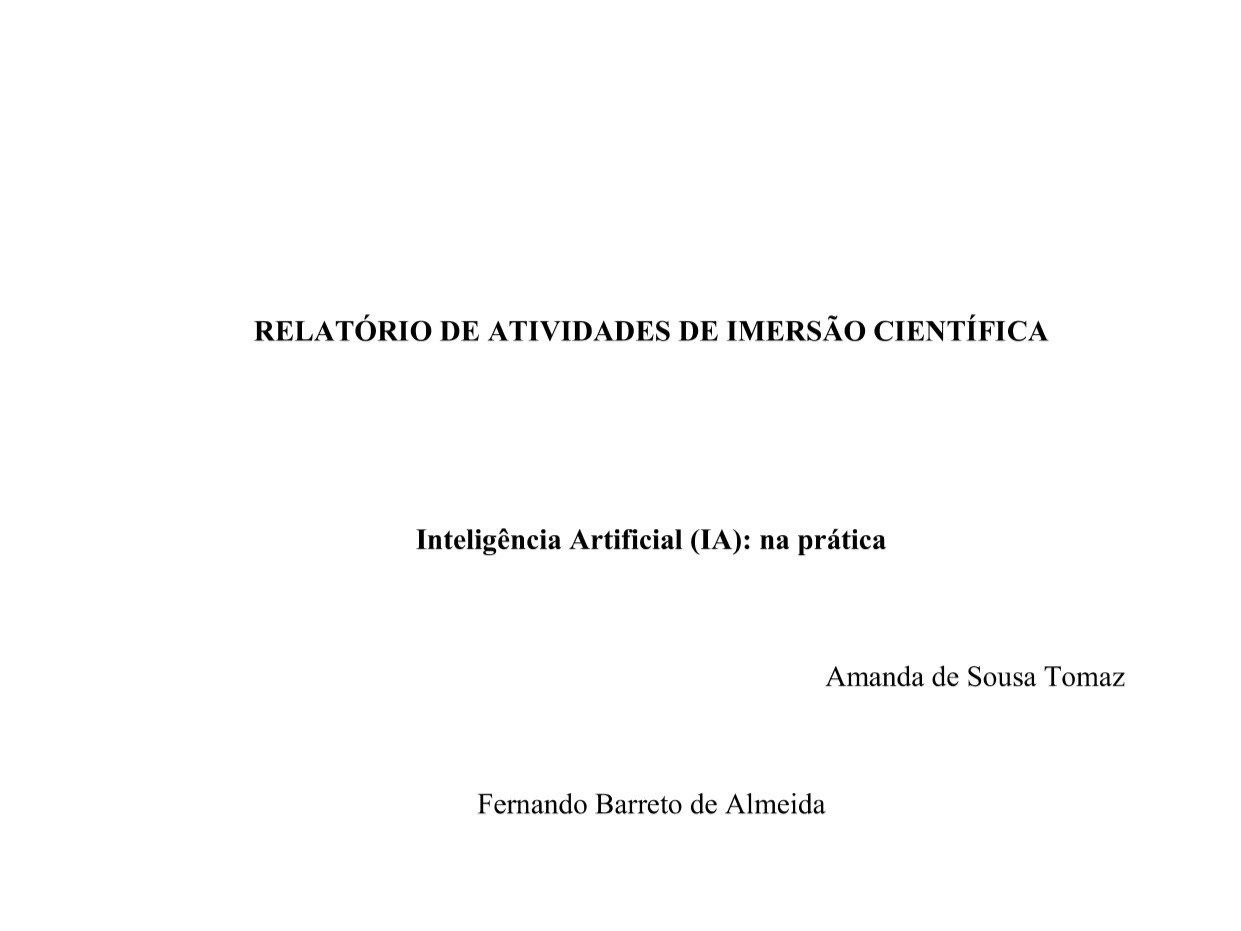 RELATÓRIO DE ATIVIDADES DE IMERSÃO CIENTÍFICA
Inteligência Artificial (IA): na prática
Amanda de Sousa Tomaz
Fernando Barreto de Almeida